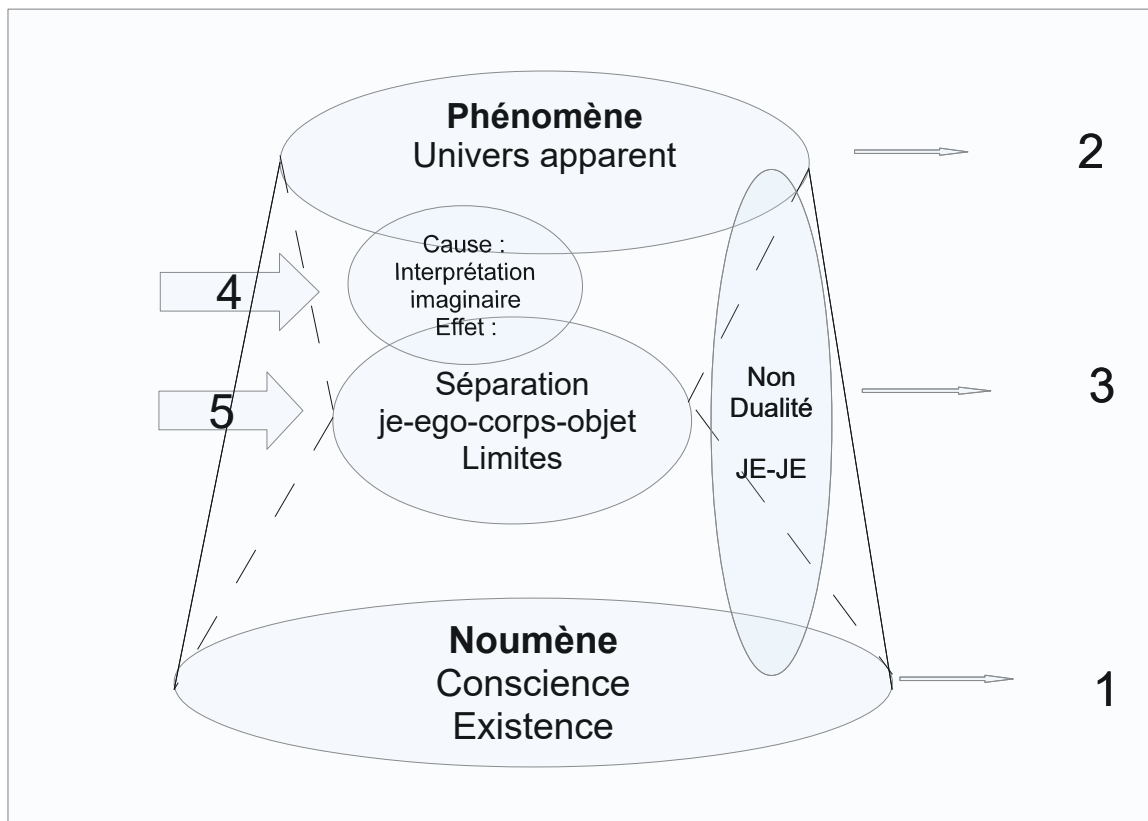 Phénomène
Univers apparent
2
Cause :
Interprétation
imaginaire
Effet :
4
Séparation
je-ego-corps-objet
Limites
5
Non
Dualité
JE-JE
3
Noumène
Conscience
Existence
1